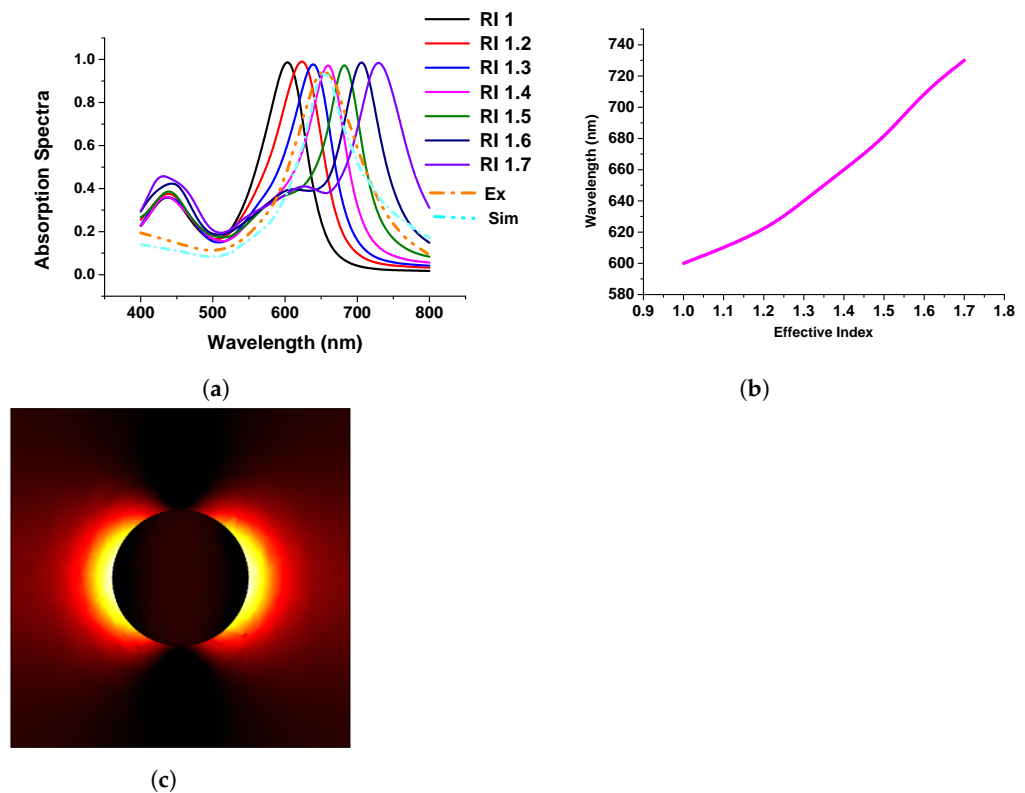 RI 1
RI 1.2
RI 1.3
RI 1.4
RI 1.5
RI 1.6
RI 1.7
Ex
Sim
Absorption Spectra
1.0
0.8
0.6
0.4
0.2
0.0
400 500 600 700 800
Wavelength (nm)
(a)
Wavelength (nm)
740
720
700
680
660
640
620
600
580
0.9 1.0 1.1 1.2 1.3 1.4 1.5 1.6 1.7 1.8
Effective Index
(b)
(c)